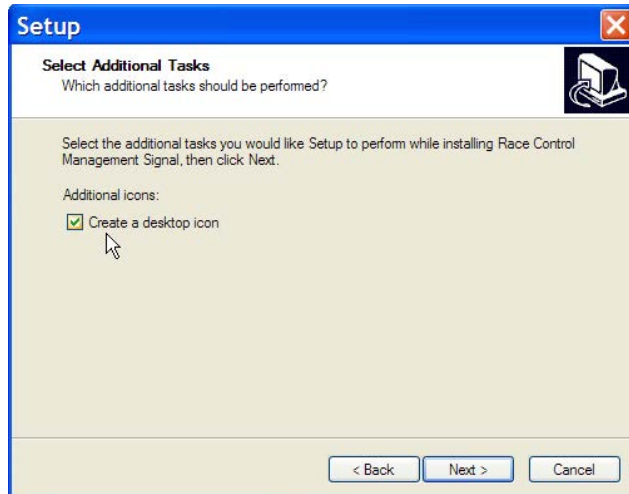 Setup
Select Additional Tasks
Which additional tasks should be performed?
Select the additional tasks you would like Setup to perform while installing Race Control
Management Signal, then click Next.
Additional icons:
Create a desktop icon
< Back
Next >
Cancel